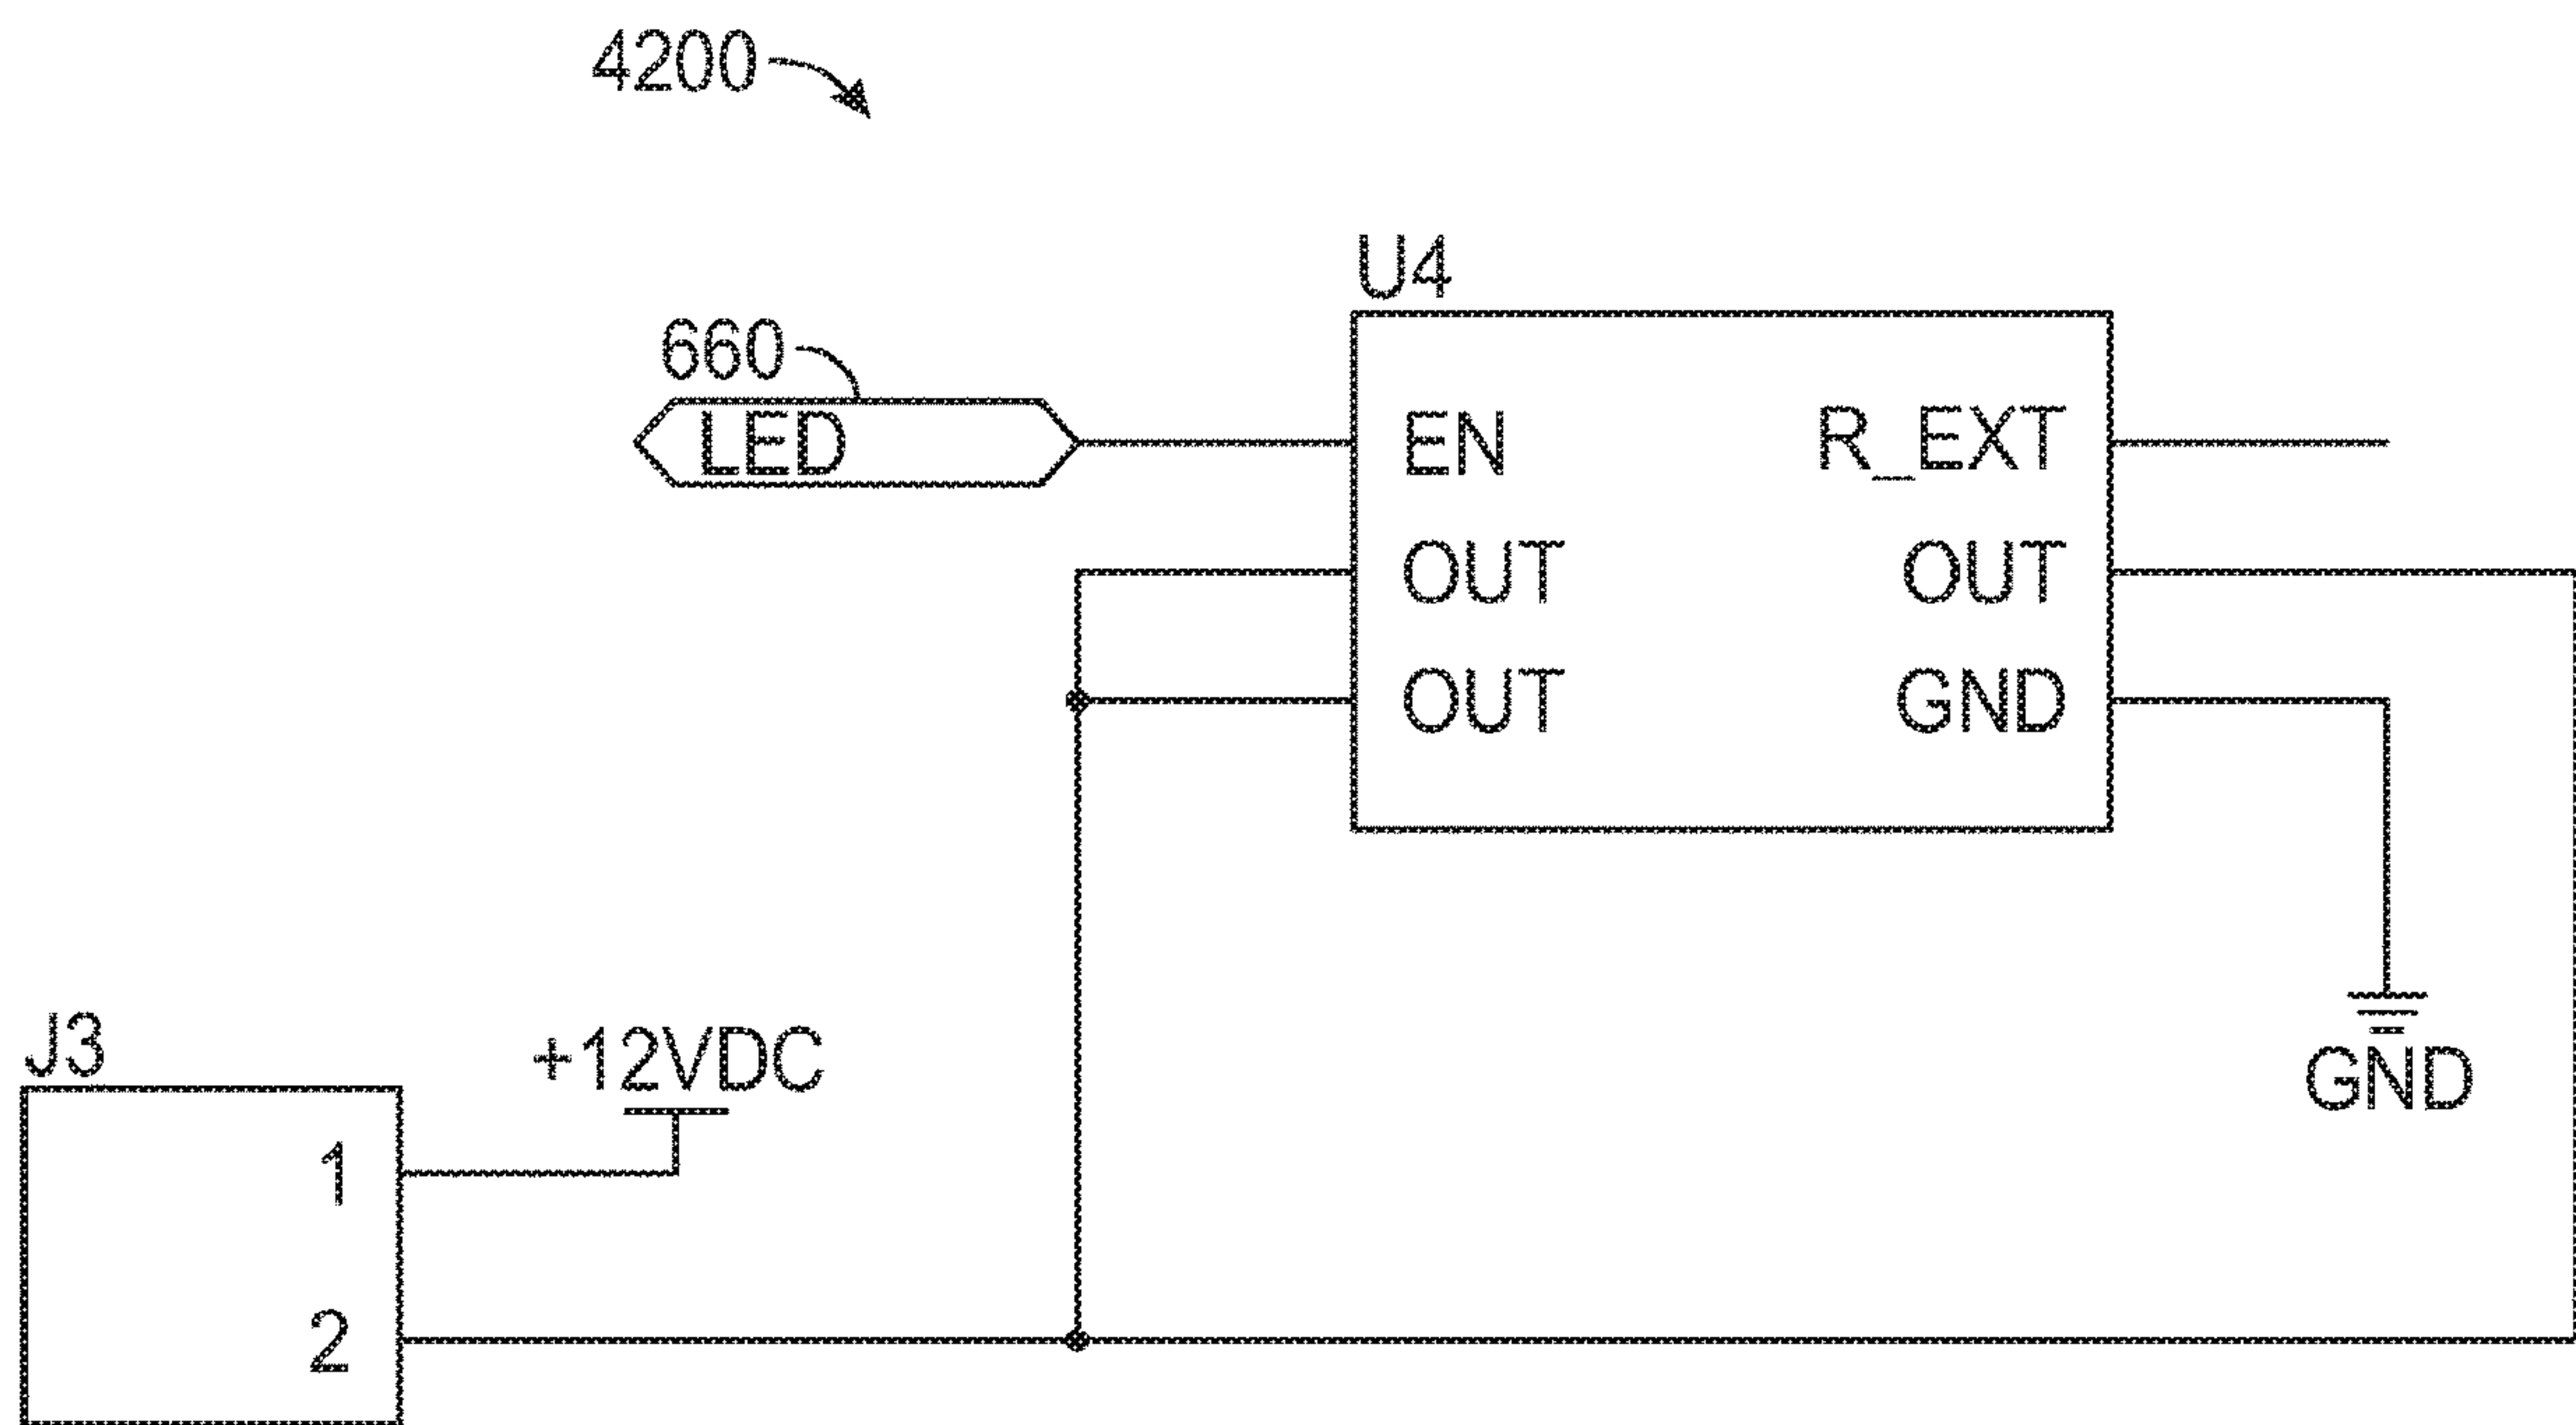 4200
U4
660
LED
EN R_EXT
OUT OUT
OUT GND
J3
+12VDC
GND
1
2